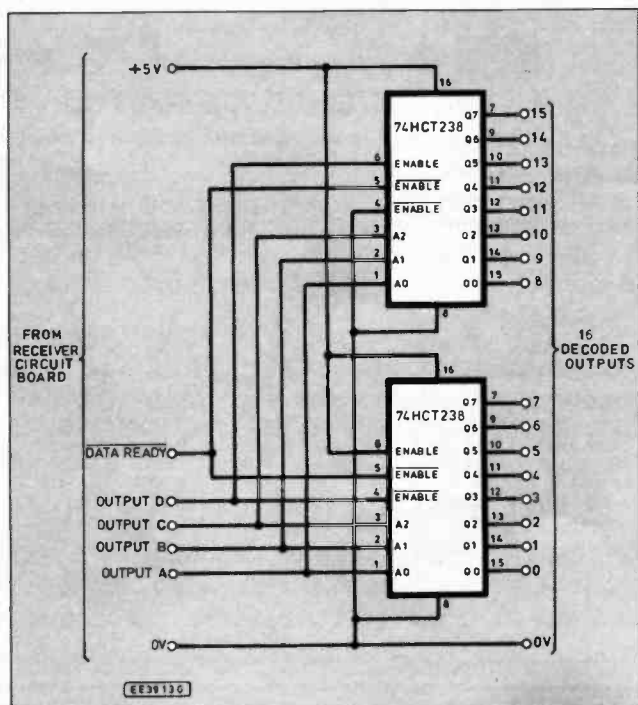 +5V
16
74HCT238
Q7 7 15
Q6 9 14
6 ENABLE Q5 10 13
5 ENABLE Q4 11 12
4 ENABLE Q3 12 11
3 A2 Q2 13 10
2 A1 Q1 14 9
1 A0 Q0 15 8
8
FROM
RECEIVER
CIRCUIT
BOARD
16
DECODED
OUTPUTS
16
74HCT238
Q7 7 7
Q6 9 6
6 ENABLE Q5 10 5
5 ENABLE Q4 11 4
4 ENABLE Q3 12 3
3 A2 Q2 13 2
2 A1 Q1 14 1
1 A0 Q0 15 0
8
DATA READY
OUTPUT D
OUTPUT C
OUTPUT B
OUTPUT A
0V
0V
EE3913G